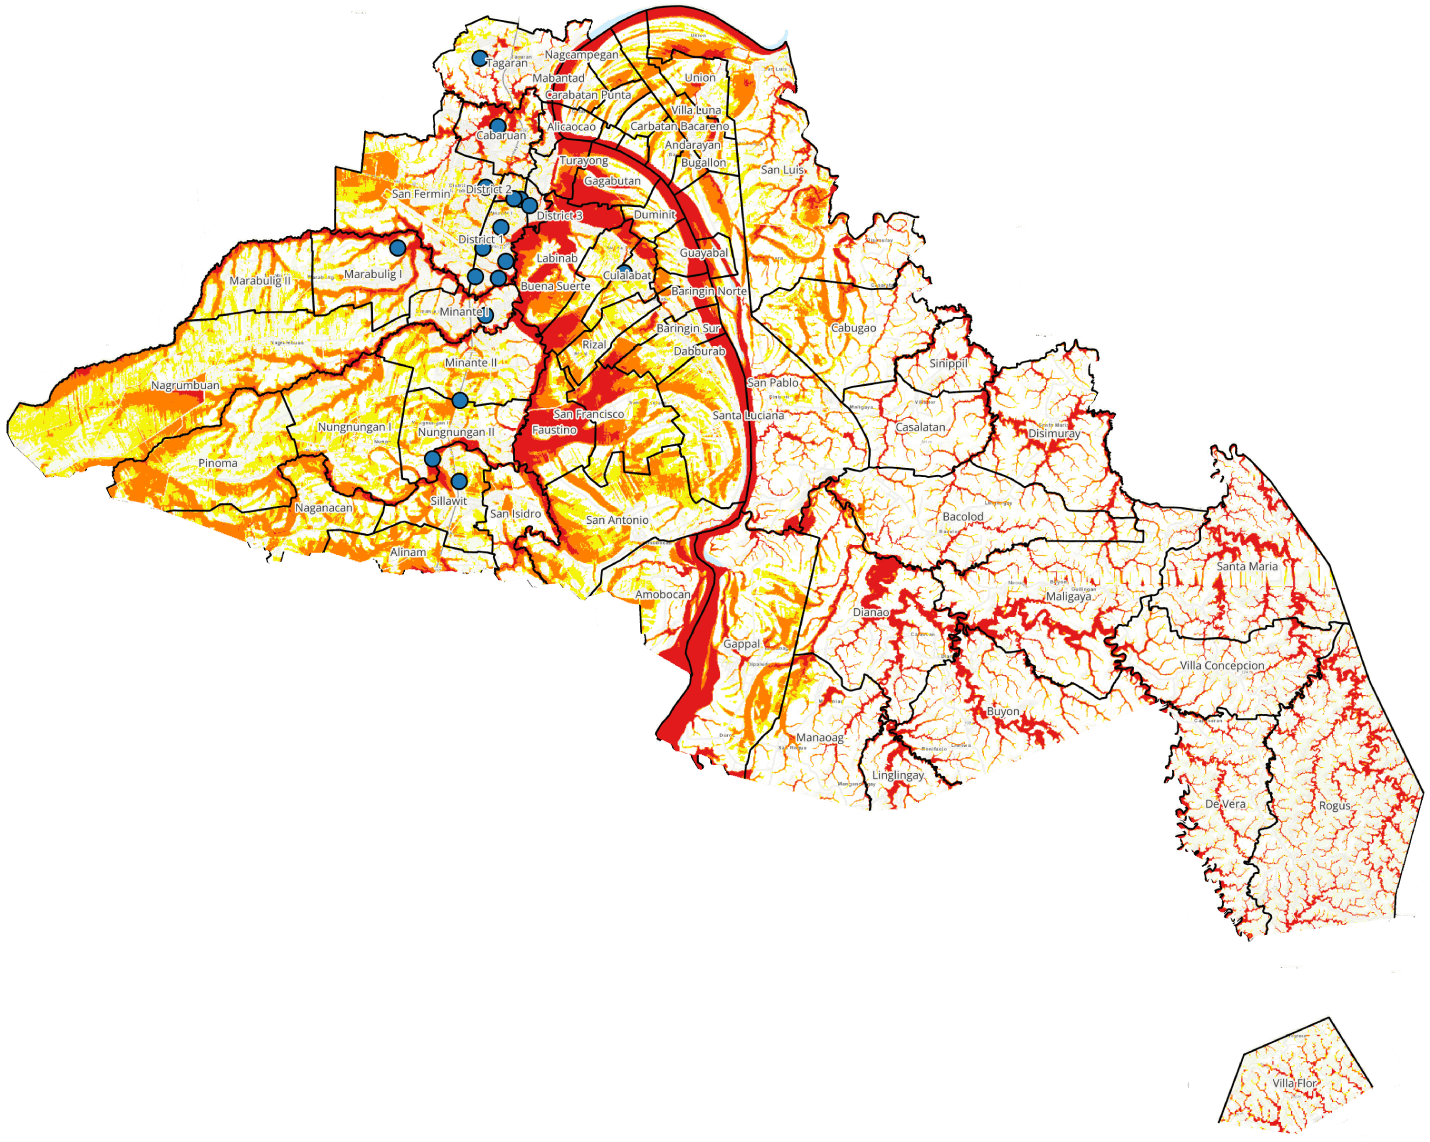 Nagcampegan
Tagaran
Mabantad
Union
Carabatan Punta
Villa Luna
Alicaocao
Carbatan Bacareno
Cabaruan
Andarayan
Turayong
Bugallon
San Luis
Gagabutan
District 2
San Fermin
District 3
Duminit
District 1
Guayabal
Labinab
Marabulig I
Culalabat
Marabulig II
Buena Suerte
Baringin Norte
Minante I
Baringin Sur
Cabugao
Rizal
Dabburab
Minante II
Sinippil
Nagrumbuan
San Pablo
San Francisco
Santa Luciana
Nungnungan I
Casalatan
Nungnungan II
Faustino
Disimuray
Pinoma
Sillawit
Naganacan
San Isidro
San Antonio
Bacolod
Alinam
Santa Maria
Amobocan
Maligaya
Dianao
Gappal
Villa Concepcion
Buyon
Manaoag
Linglingay
De Vera
Rogus
Villa Flor